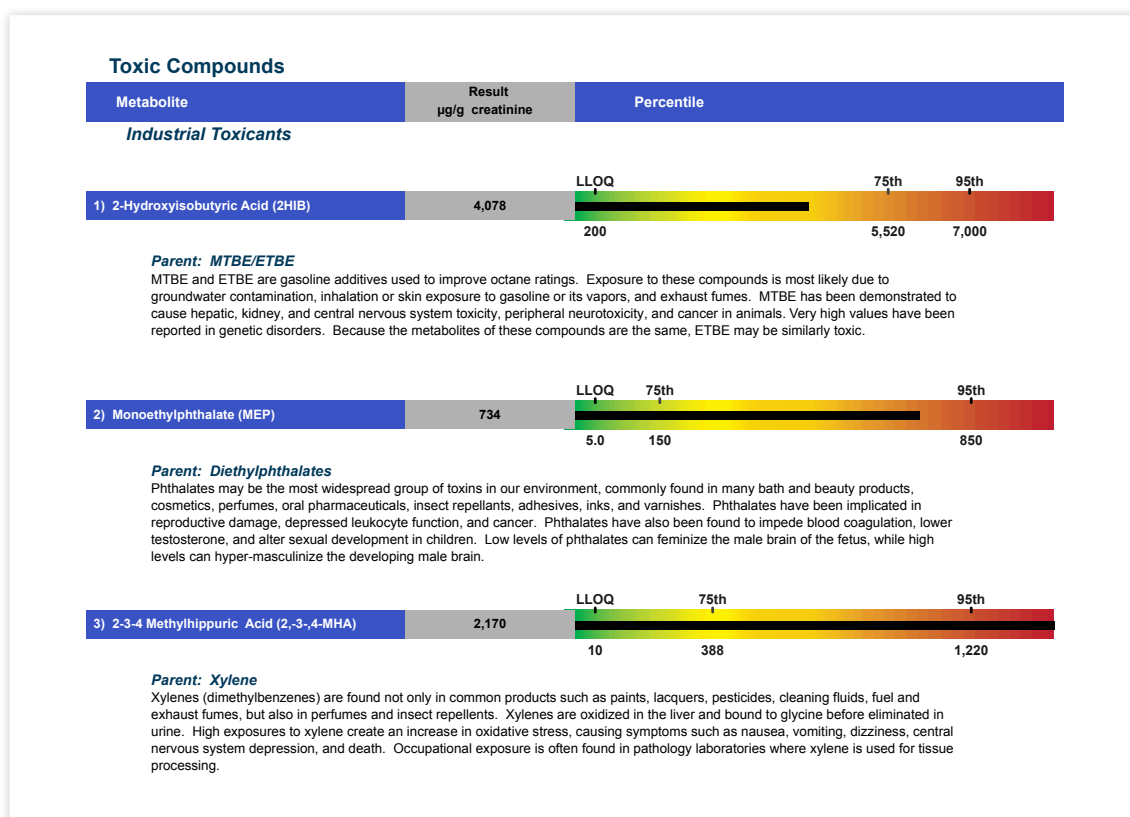 Toxic Compounds
Metabolite
Result
µg/g creatinine
Percentile
Industrial Toxicants
LLOQ 75th 95th
1) 2-Hydroxyisobutyric Acid (2HIB) 4,078
200 5,520 7,000
Parent: MTBE/ETBE
MTBE and ETBE are gasoline additives used to improve octane ratings. Exposure to these compounds is most likely due to
groundwater contamination, inhalation or skin exposure to gasoline or its vapors, and exhaust fumes. MTBE has been demonstrated to
cause hepatic, kidney, and central nervous system toxicity, peripheral neurotoxicity, and cancer in animals. Very high values have been
reported in genetic disorders. Because the metabolites of these compounds are the same, ETBE may be similarly toxic.
LLOQ 75th 95th
2) Monoethylphthalate (MEP) 734
5.0 150 850
Parent: Diethylphthalates
Phthalates may be the most widespread group of toxins in our environment, commonly found in many bath and beauty products,
cosmetics, perfumes, oral pharmaceuticals, insect repellants, adhesives, inks, and varnishes. Phthalates have been implicated in
reproductive damage, depressed leukocyte function, and cancer. Phthalates have also been found to impede blood coagulation, lower
testosterone, and alter sexual development in children. Low levels of phthalates can feminize the male brain of the fetus, while high
levels can hyper-masculinize the developing male brain.
LLOQ 75th 95th
3) 2-3-4 Methylhippuric Acid (2,-3-,4-MHA) 2,170
10 388 1,220
Parent: Xylene
Xylenes (dimethylbenzenes) are found not only in common products such as paints, lacquers, pesticides, cleaning fluids, fuel and
exhaust fumes, but also in perfumes and insect repellents. Xylenes are oxidized in the liver and bound to glycine before eliminated in
urine. High exposures to xylene create an increase in oxidative stress, causing symptoms such as nausea, vomiting, dizziness, central
nervous system depression, and death. Occupational exposure is often found in pathology laboratories where xylene is used for tissue
processing.